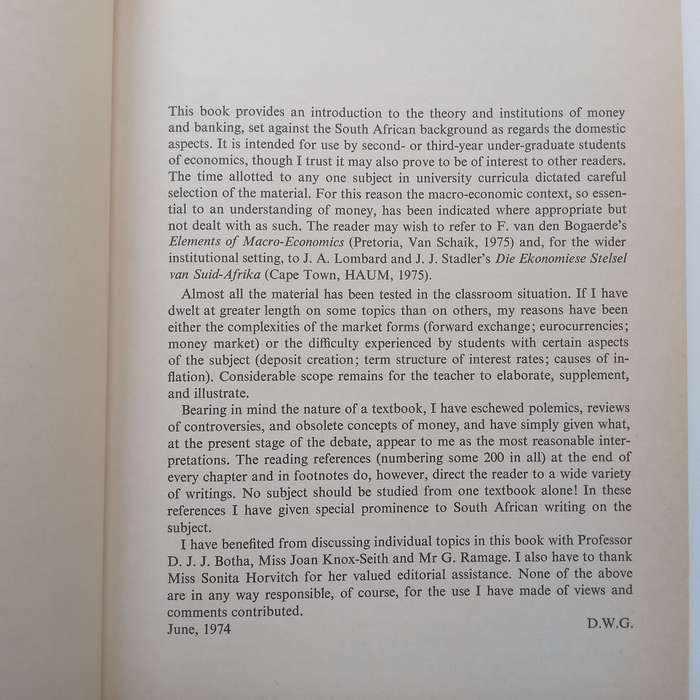 This book provides an introduction to the theory and institutions of money
and banking, set against the South African background as regards the domestic
aspects. It is intended for use by second- or third-year under-graduate students
of economics, though I trust it may also prove to be of interest to other readers.
The time allotted to any one subject in university curricula dictated careful
selection of the material. For this reason the macro-economic context, so essen-
tial to an understanding of money, has been indicated where appropriate but
not dealt with as such. The reader may wish to refer to F. van den Bogaerde's
Elements of Macro-Economics (Pretoria, Van Schaik, 1975) and, for the wider
institutional setting, to J. A. Lombard and J. J. Stadler's Die Ekonomiese Stelsel
van Suid-Afrika (Cape Town, HAUM, 1975).
Almost all the material has been tested in the classroom situation. If I have
dwelt at greater length on some topics than on others, my reasons have been
either the complexities of the market forms (forward exchange; eurocurrencies;
money market) or the difficulty experienced by students with certain aspects
of the subject (deposit creation; term structure of interest rates; causes of in-
flation). Considerable scope remains for the teacher to elaborate, supplement,
and illustrate.
Bearing in mind the nature of a textbook, I have eschewed polemics, reviews
of controversies, and obsolete concepts of money, and have simply given what,
at the present stage of the debate, appear to me as the most reasonable inter-
pretations. The reading references (numbering some 200 in all) at the end of
every chapter and in footnotes do, however, direct the reader to a wide variety
of writings. No subject should be studied from one textbook alone! In these
references I have given special prominence to South African writing on the
subject.
I have benefited from discussing individual topics in this book with Professor
D. J. J. Botha, Miss Joan Knox-Seith and Mr G. Ramage. I also have to thank
Miss Sonita Horvitch for her valued editorial assistance. None of the above
are in any way responsible, of course, for the use I have made of views and
comments contributed.
June, 1974 D.W.G.